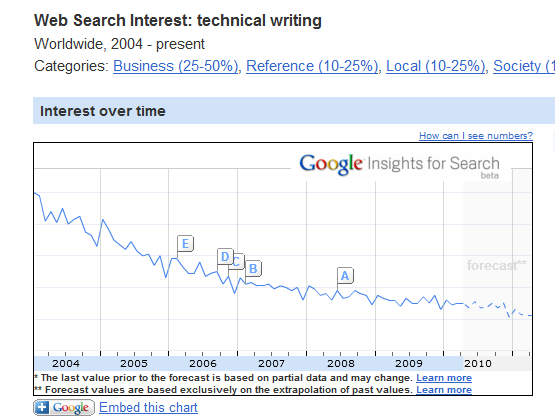 Web Search Interest: technical writing
Worldwide, 2004 - present
Categories: Business (25-50%), Reference (10-25%), Local (10-25%), Society (1
Interest over time
How can I see numbers?
Google Insights for Search
beta
E
D
C
B
A
forecast**
2004 2005 2006 2007 2008 2009 2010
* The last value prior to the forecast is based on partial data and may change. Learn more
** Forecast values are based exclusively on the extrapolation of past values. Learn more
+ Google Embed this chart